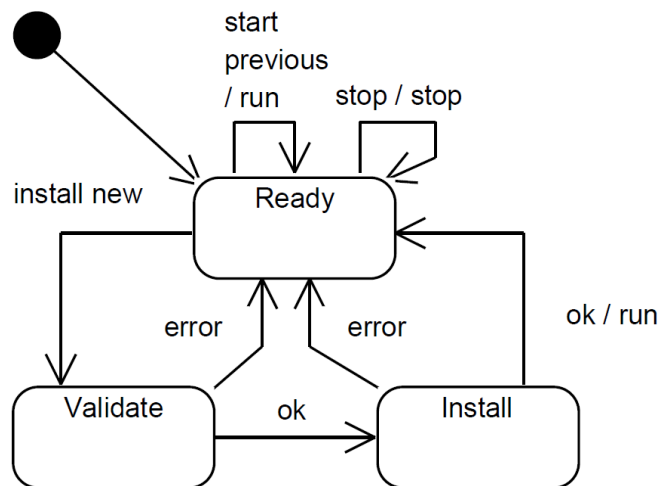 start
previous
/ run
stop / stop
install new
Ready
error
error
ok / run
Validate
ok
Install